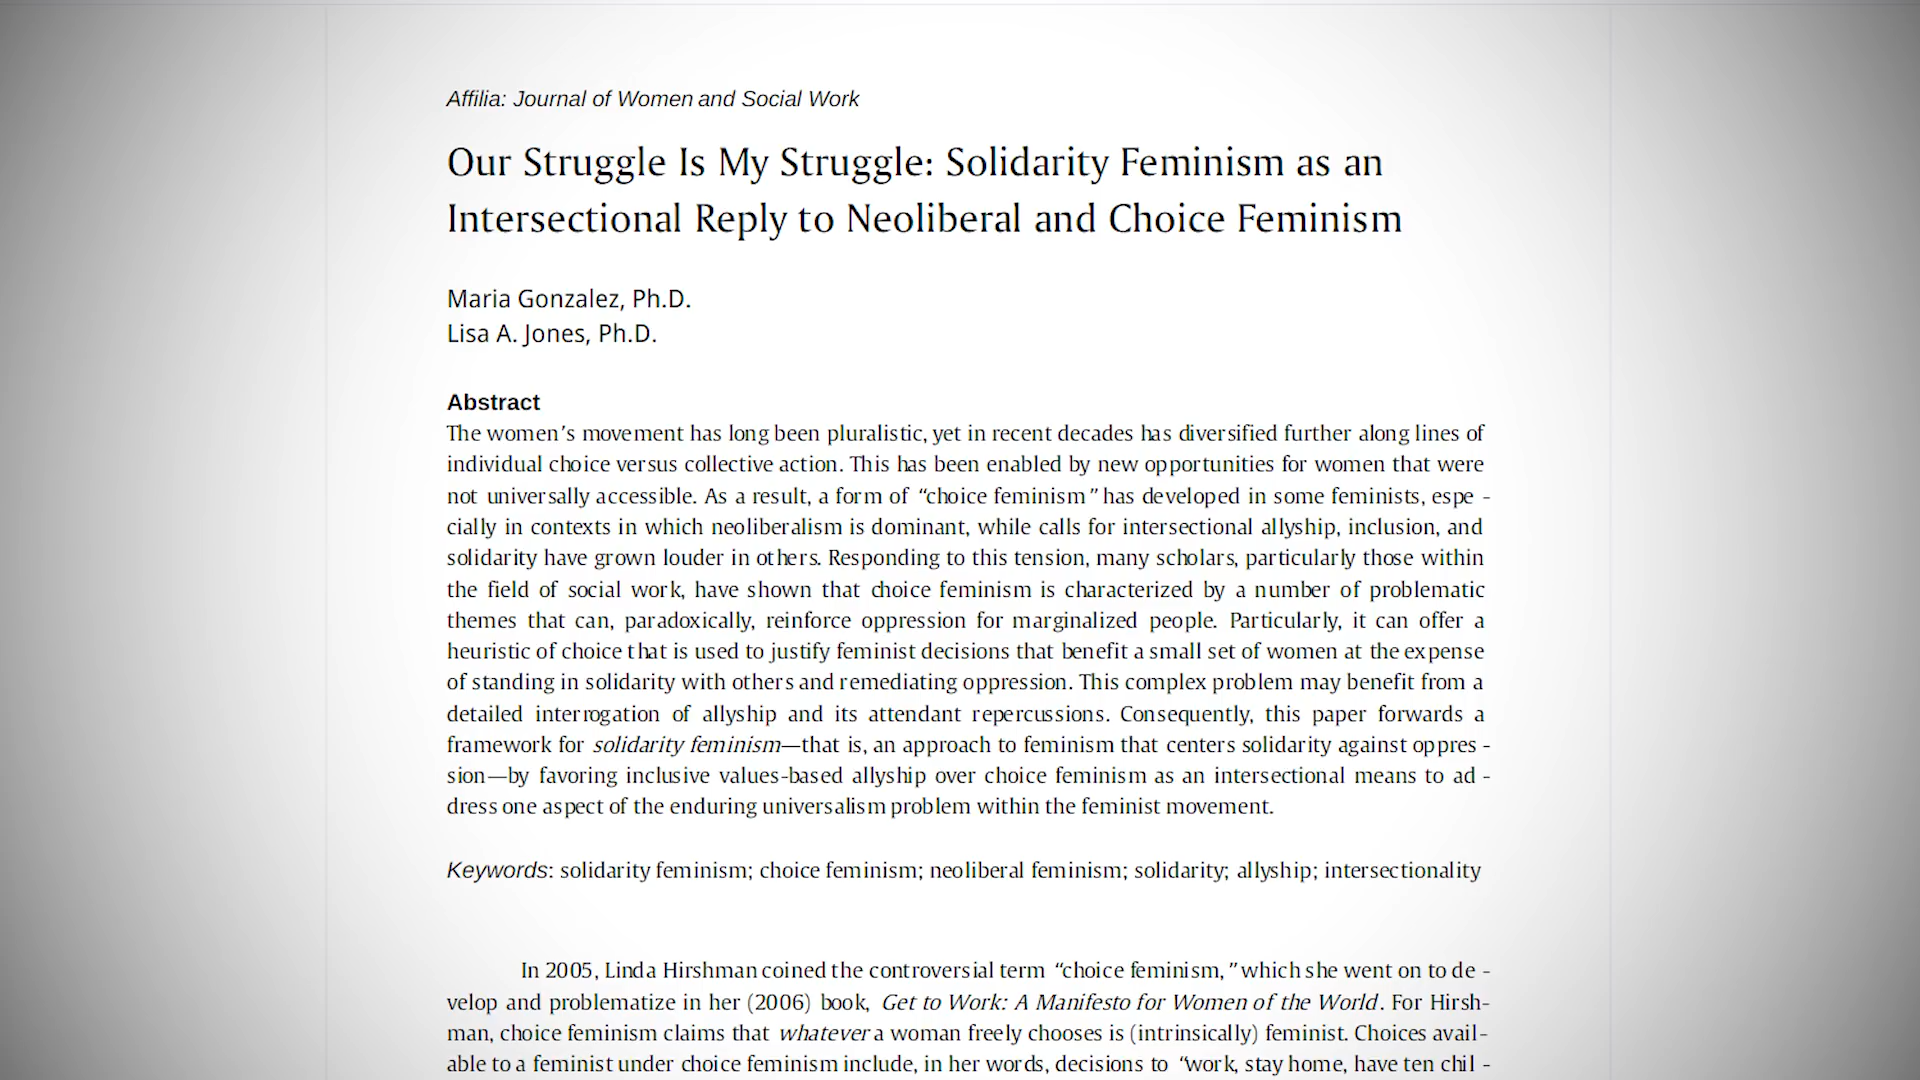 Affilia: Journal of Women and Social Work
Our Struggle Is My Struggle: Solidarity Feminism as an
Intersectional Reply to Neoliberal and Choice Feminism
Maria Gonzalez, Ph.D.
Lisa A. Jones, Ph.D.
Abstract
The women’s movement has long been pluralistic, yet in recent decades has diversified further along lines of
individual choice versus collective action. This has been enabled by new opportunities for women that were
not universally accessible. As a result, a form of “choice feminism” has developed in some feminists, espe-
cially in contexts in which neoliberalism is dominant, while calls for intersectional allyship, inclusion, and
solidarity have grown louder in others. Responding to this tension, many scholars, particularly those within
the field of social work, have shown that choice feminism is characterized by a number of problematic
themes that can, paradoxically, reinforce oppression for marginalized people. Particularly, it can offer a
heuristic of choice that is used to justify feminist decisions that benefit a small set of women at the expense
of standing in solidarity with others and remediating oppression. This complex problem may benefit from a
detailed interrogation of allyship and its attendant repercussions. Consequently, this paper forwards a
framework for solidarity feminism—that is, an approach to feminism that centers solidarity against oppres-
sion—by favoring inclusive values-based allyship over choice feminism as an intersectional means to ad-
dress one aspect of the enduring universalism problem within the feminist movement.
Keywords: solidarity feminism; choice feminism; neoliberal feminism; solidarity; allyship; intersectionality
In 2005, Linda Hirshman coined the controversial term “choice feminism,” which she went on to de-
velop and problematize in her (2006) book, Get to Work: A Manifesto for Women of the World. For Hirsh-
man, choice feminism claims that whatever a woman freely chooses is (intrinsically) feminist. Choices avail-
able to a feminist under choice feminism include, in her words, decisions to “work, stay home, have ten chil-